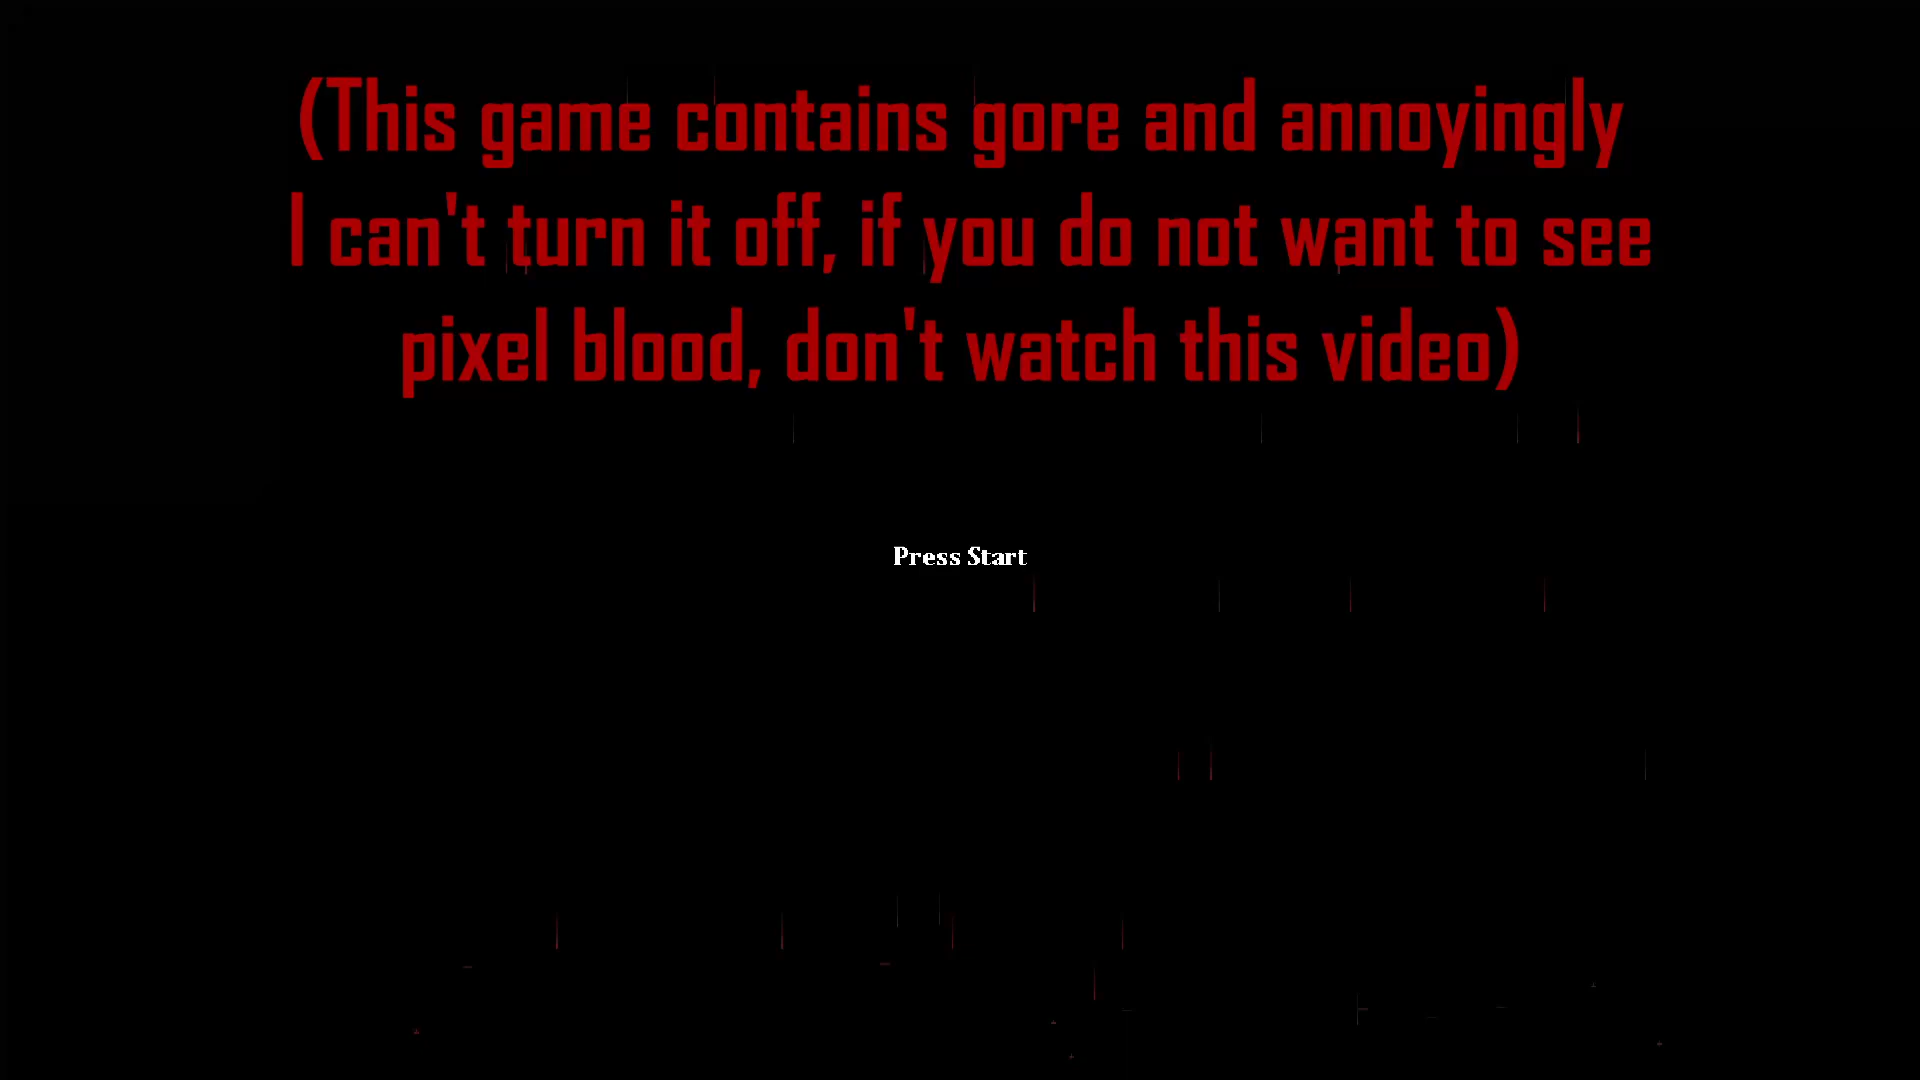 (This game contains gore and annoyingly
I can't turn it off, if you do not want to see
pixel blood, don't watch this video)
Press Start